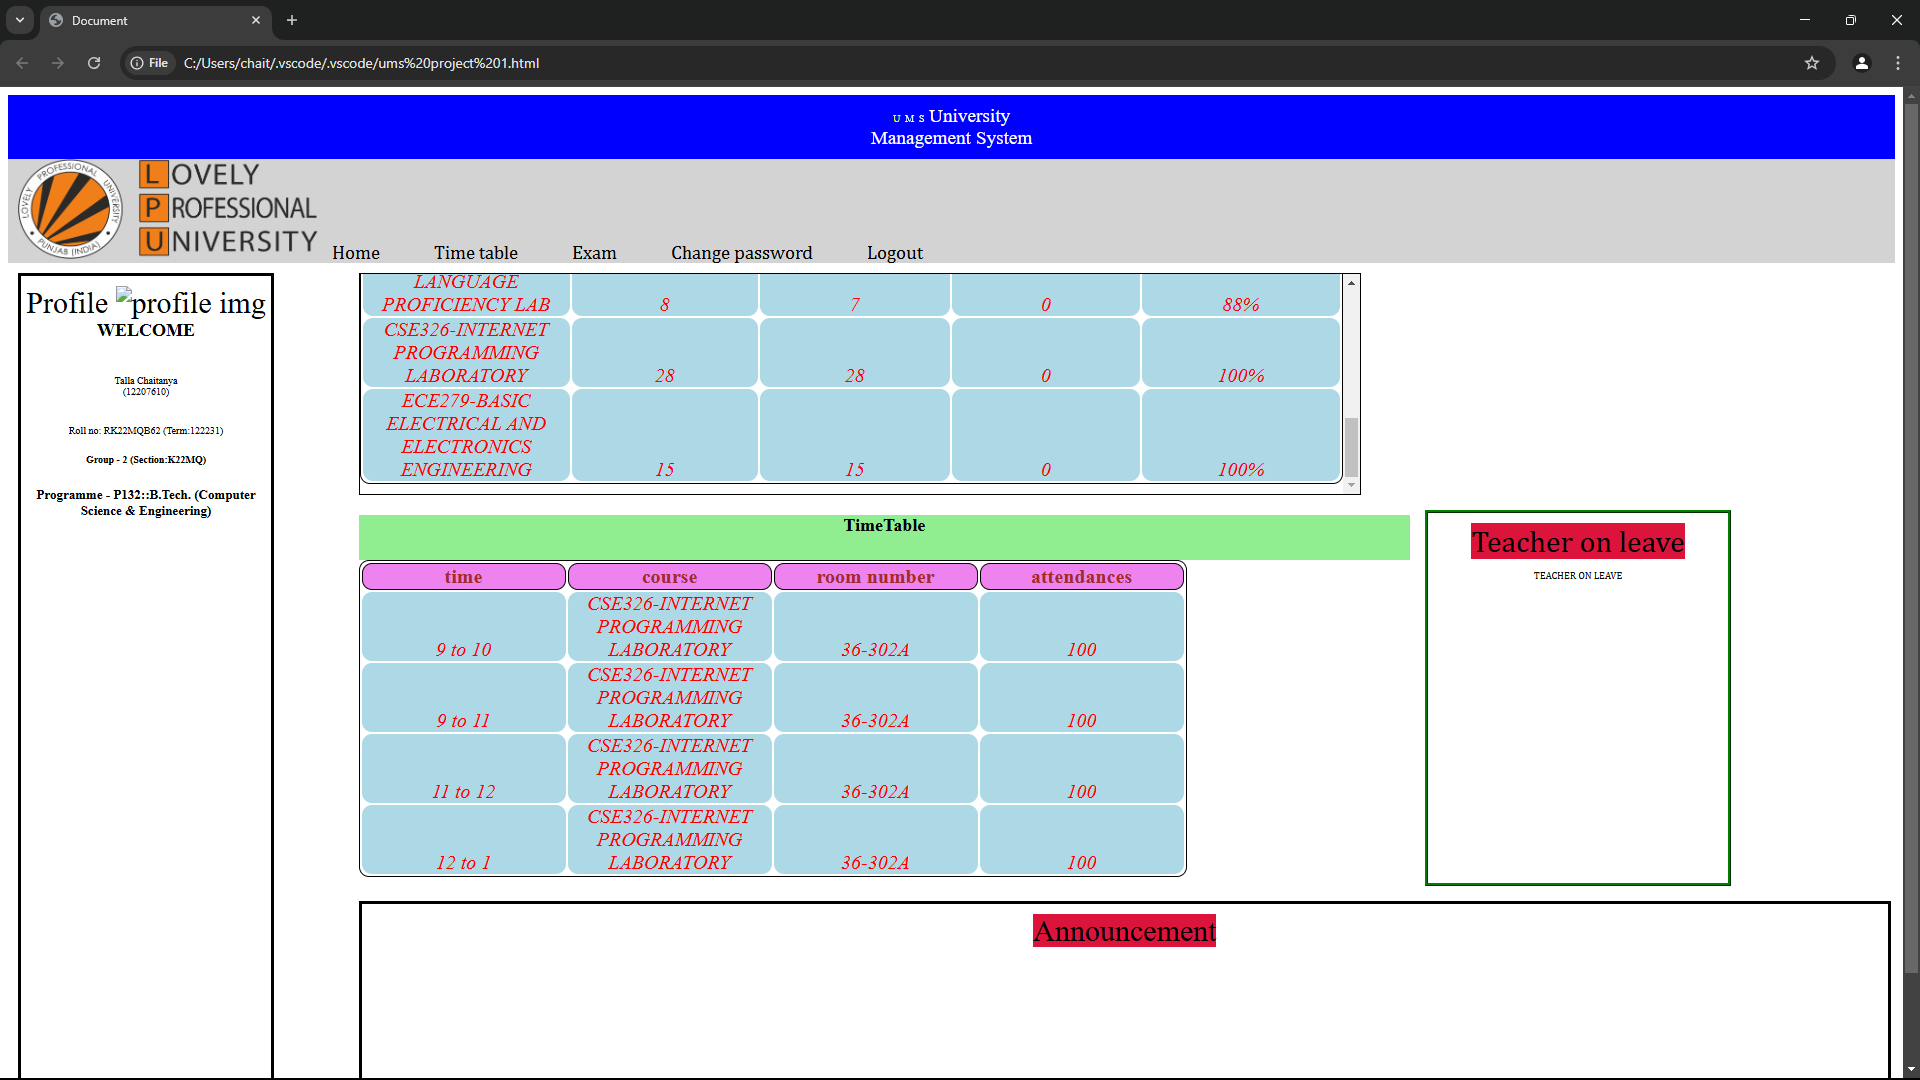 Document
File
C:/Users/chait/.vscode/.vscode/ums%20project%201.html
U M S University
Management System
LOVELY PROFESSIONAL UNIVERSITY
PUNJAB (INDIA)
LOVELY
PROFESSIONAL
UNIVERSITY
Home Time table Exam Change password Logout
Profile profile img
WELCOME
Talla Chaitanya
(12207610)
Roll no: RK22MQB62 (Term:122231)
Group - 2 (Section:K22MQ)
Programme - P132::B.Tech. (Computer
Science & Engineering)
LANGUAGE
PROFICIENCY LAB 8 7 0 88%
CSE326-INTERNET
PROGRAMMING
LABORATORY 28 28 0 100%
ECE279-BASIC
ELECTRICAL AND
ELECTRONICS
ENGINEERING 15 15 0 100%
TimeTable
time course room number attendances
CSE326-INTERNET
PROGRAMMING
9 to 10 LABORATORY 36-302A 100
CSE326-INTERNET
PROGRAMMING
9 to 11 LABORATORY 36-302A 100
CSE326-INTERNET
PROGRAMMING
11 to 12 LABORATORY 36-302A 100
CSE326-INTERNET
PROGRAMMING
12 to 1 LABORATORY 36-302A 100
Teacher on leave
TEACHER ON LEAVE
Announcement